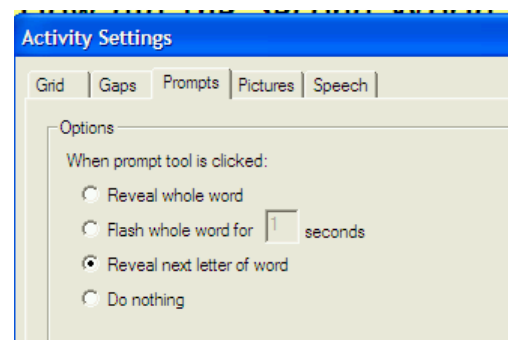 Activity Settings
Grid Gaps Prompts Pictures Speech
Options
When prompt tool is clicked:
Reveal whole word
Flash whole word for 1 seconds
Reveal next letter of word
Do nothing